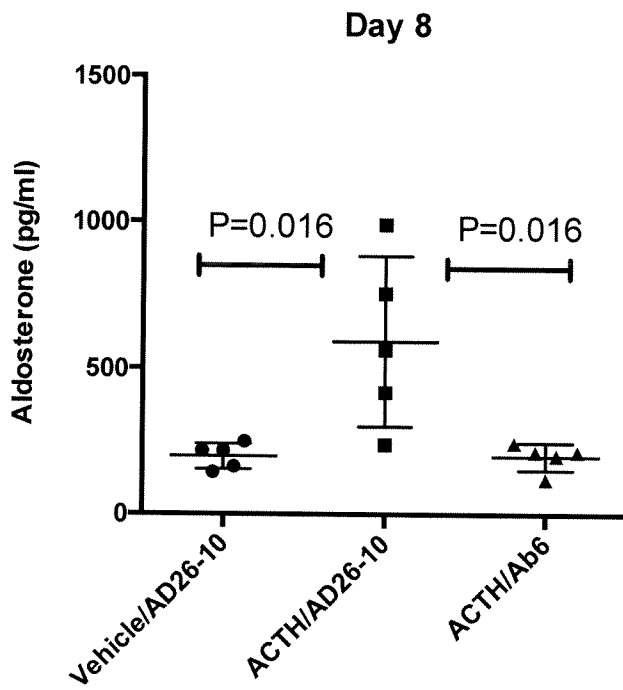 Day 8
Aldosterone (pg/ml)
1500
1000
500
0
P=0.016
P=0.016
Vehicle/AD26-10
ACTH/AD26-10
ACTH/Ab6